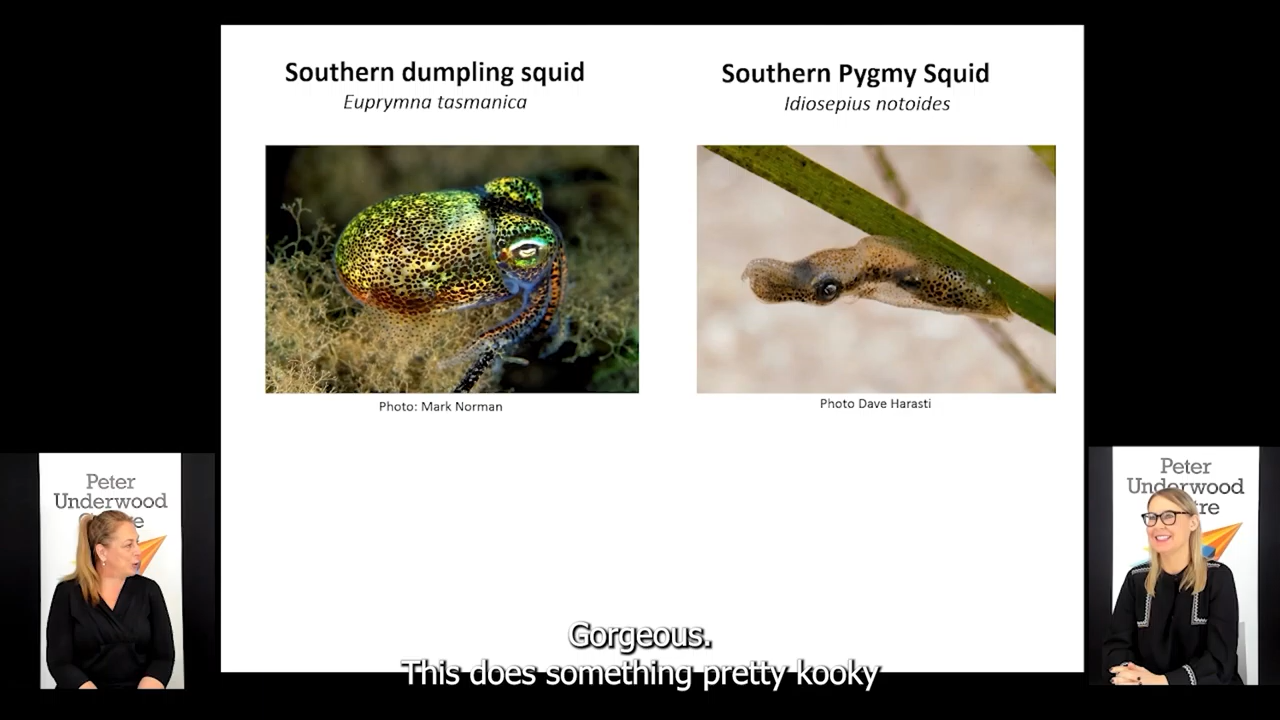 Southern dumpling squid
Euprymna tasmanica
Southern Pygmy Squid
Idiosepius notoides
Photo: Mark Norman
Photo Dave Harasti
Peter
Underwood
Peter
Underwood
Gorgeous.
This does something pretty kooky